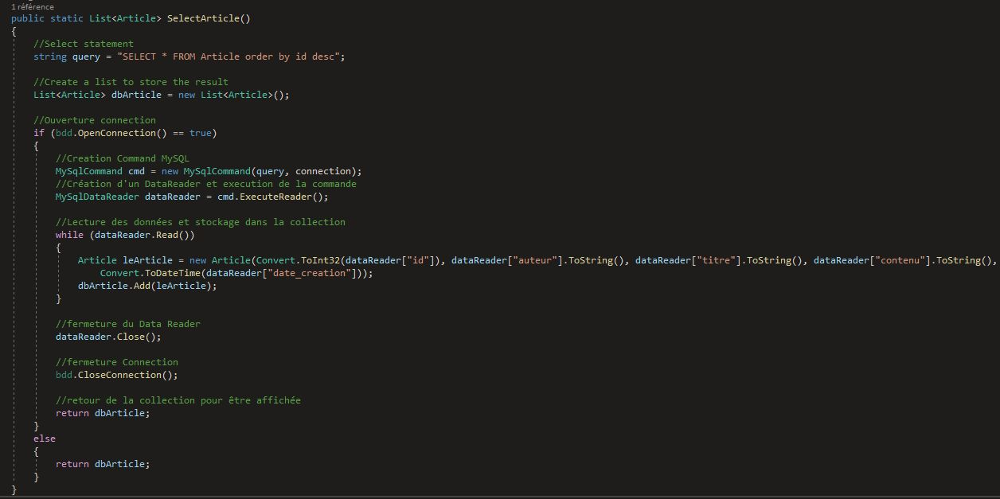 1 référence
public static List<Article> SelectArticle()
{
//Select statement
string query = "SELECT * FROM Article order by id desc";
//Create a list to store the result
List<Article> dbArticle = new List<Article>();
//Ouverture connection
if (bdd.OpenConnection() == true)
{
//Creation Command MySQL
MySqlCommand cmd = new MySqlCommand(query, connection);
//Création d'un DataReader et execution de la commande
MySqlDataReader dataReader = cmd.ExecuteReader();
//Lecture des données et stockage dans la collection
while (dataReader.Read())
{
Article leArticle = new Article(Convert.ToInt32(dataReader["id"]), dataReader["auteur"].ToString(), dataReader["titre"].ToString(), dataReader["contenu"].ToString(),
Convert.ToDateTime(dataReader["date_creation"]));
dbArticle.Add(leArticle);
}
//fermeture du Data Reader
dataReader.Close();
//fermeture Connection
bdd.CloseConnection();
//retour de la collection pour être affichée
return dbArticle;
}
else
{
return dbArticle;
}
}